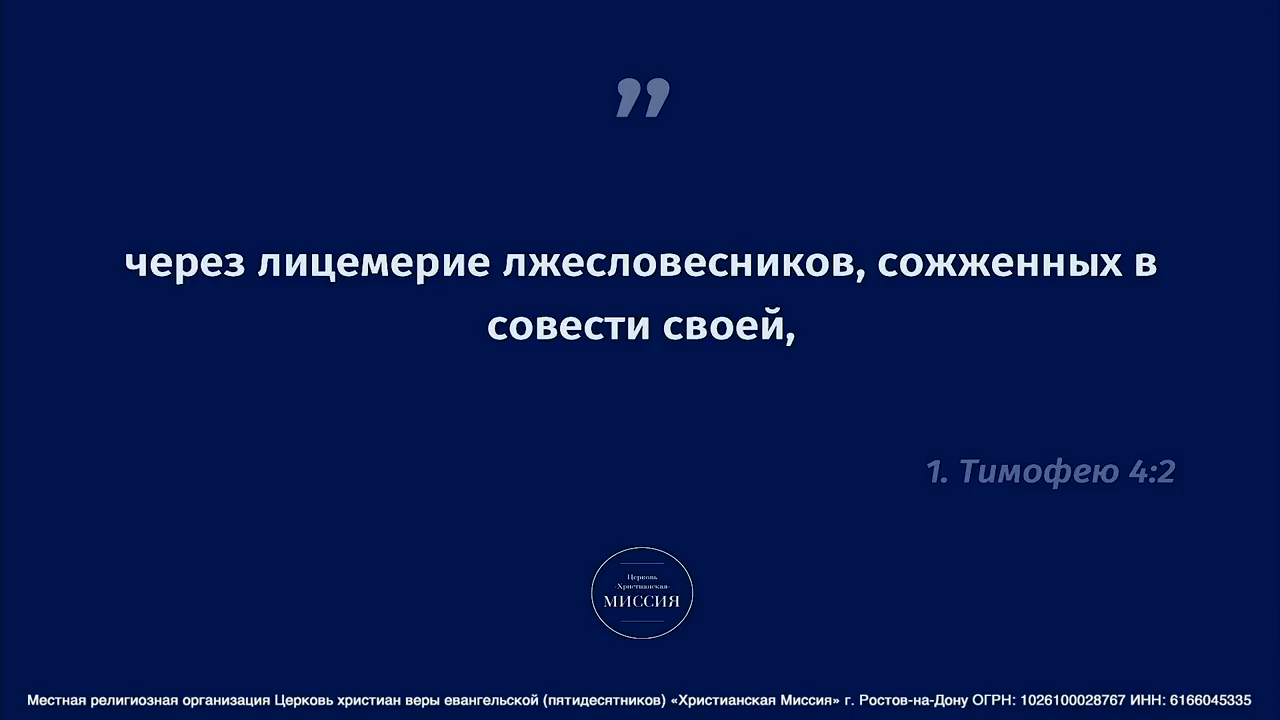 ”
через лицемерие лжесловесников, сожженных в
совести своей,
1. Тимофею 4:2
Церковь
«Христианская»
МИССИЯ
Местная религиозная организация Церковь христиан веры евангельской (пятидесятников) «Христианская Миссия» г. Ростов-на-Дону ОГРН: 1026100028767 ИНН: 6166045335